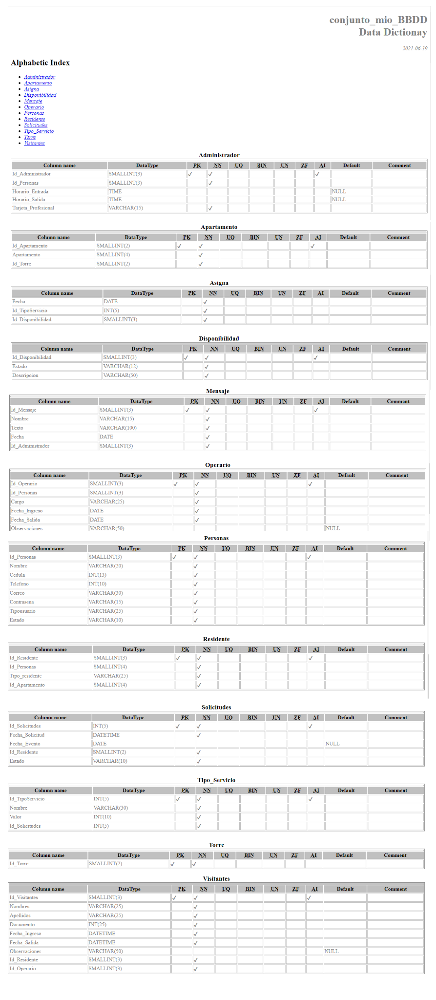 conjunto_mio_BBDD
Data Dictionay
2021-06-19
Alphabetic Index
Administrador
Apartamento
Asigna
Disponibilidad
Mensaje
Operario
Personas
Residente
Solicitudes
Tipo_Servicio
Torre
Visitantes
Administrador
Column name DataType PK NN UQ BIN UN ZF AI Default Comment
Id_Administrador SMALLINT(3) ✓ ✓ ✓
Id_Personas SMALLINT(3) ✓
Horario_Entrada TIME NULL
Horario_Salida TIME NULL
Tarjeta_Profesional VARCHAR(15) ✓
Apartamento
Column name DataType PK NN UQ BIN UN ZF AI Default Comment
Id_Apartamento SMALLINT(2) ✓ ✓ ✓
Apartamento SMALLINT(4) ✓
Id_Torre SMALLINT(2) ✓
Asigna
Column name DataType PK NN UQ BIN UN ZF AI Default Comment
Fecha DATE ✓
Id_TipoServicio INT(5) ✓
Id_Disponibilidad SMALLINT(3) ✓
Disponibilidad
Column name DataType PK NN UQ BIN UN ZF AI Default Comment
Id_Disponibilidad SMALLINT(3) ✓ ✓ ✓
Estado VARCHAR(12) ✓
Descripcion VARCHAR(50) ✓
Mensaje
Column name DataType PK NN UQ BIN UN ZF AI Default Comment
Id_Mensaje SMALLINT(3) ✓ ✓ ✓
Nombre VARCHAR(15) ✓
Texto VARCHAR(100) ✓
Fecha DATE ✓
Id_Administrador SMALLINT(3) ✓
Operario
Column name DataType PK NN UQ BIN UN ZF AI Default Comment
Id_Operario SMALLINT(3) ✓ ✓ ✓
Id_Personas SMALLINT(3) ✓
Cargo VARCHAR(25) ✓
Fecha_Ingreso DATE ✓
Fecha_Salida DATE ✓
Observaciones VARCHAR(50) NULL
Personas
Column name DataType PK NN UQ BIN UN ZF AI Default Comment
Id_Personas SMALLINT(3) ✓ ✓ ✓
Nombre VARCHAR(20) ✓
Cedula INT(13) ✓
Telefono INT(10) ✓
Correo VARCHAR(30) ✓
Contrasena VARCHAR(15) ✓
Tipousuario VARCHAR(25) ✓
Estado VARCHAR(10) ✓
Residente
Column name DataType PK NN UQ BIN UN ZF AI Default Comment
Id_Residente SMALLINT(3) ✓ ✓ ✓
Id_Personas SMALLINT(4) ✓
Tipo_residente VARCHAR(25) ✓
Id_Apartamento SMALLINT(4) ✓
Solicitudes
Column name DataType PK NN UQ BIN UN ZF AI Default Comment
Id_Solicitudes INT(5) ✓ ✓ ✓
Fecha_Solicitud DATETIME ✓
Fecha_Evento DATE NULL
Id_Residente SMALLINT(2) ✓
Estado VARCHAR(10) ✓
Tipo_Servicio
Column name DataType PK NN UQ BIN UN ZF AI Default Comment
Id_TipoServicio INT(5) ✓ ✓ ✓
Nombre VARCHAR(30) ✓
Valor INT(10) ✓
Id_Solicitudes INT(5) ✓
Torre
Column name DataType PK NN UQ BIN UN ZF AI Default Comment
Id_Torre SMALLINT(2) ✓ ✓
Visitantes
Column name DataType PK NN UQ BIN UN ZF AI Default Comment
Id_Visitantes SMALLINT(3) ✓ ✓ ✓
Nombres VARCHAR(25) ✓
Apellidos VARCHAR(25) ✓
Documento INT(25) ✓
Fecha_Ingreso DATETIME ✓
Fecha_Salida DATETIME ✓
Observaciones VARCHAR(50) NULL
Id_Residente SMALLINT(3) ✓
Id_Operario SMALLINT(3) ✓